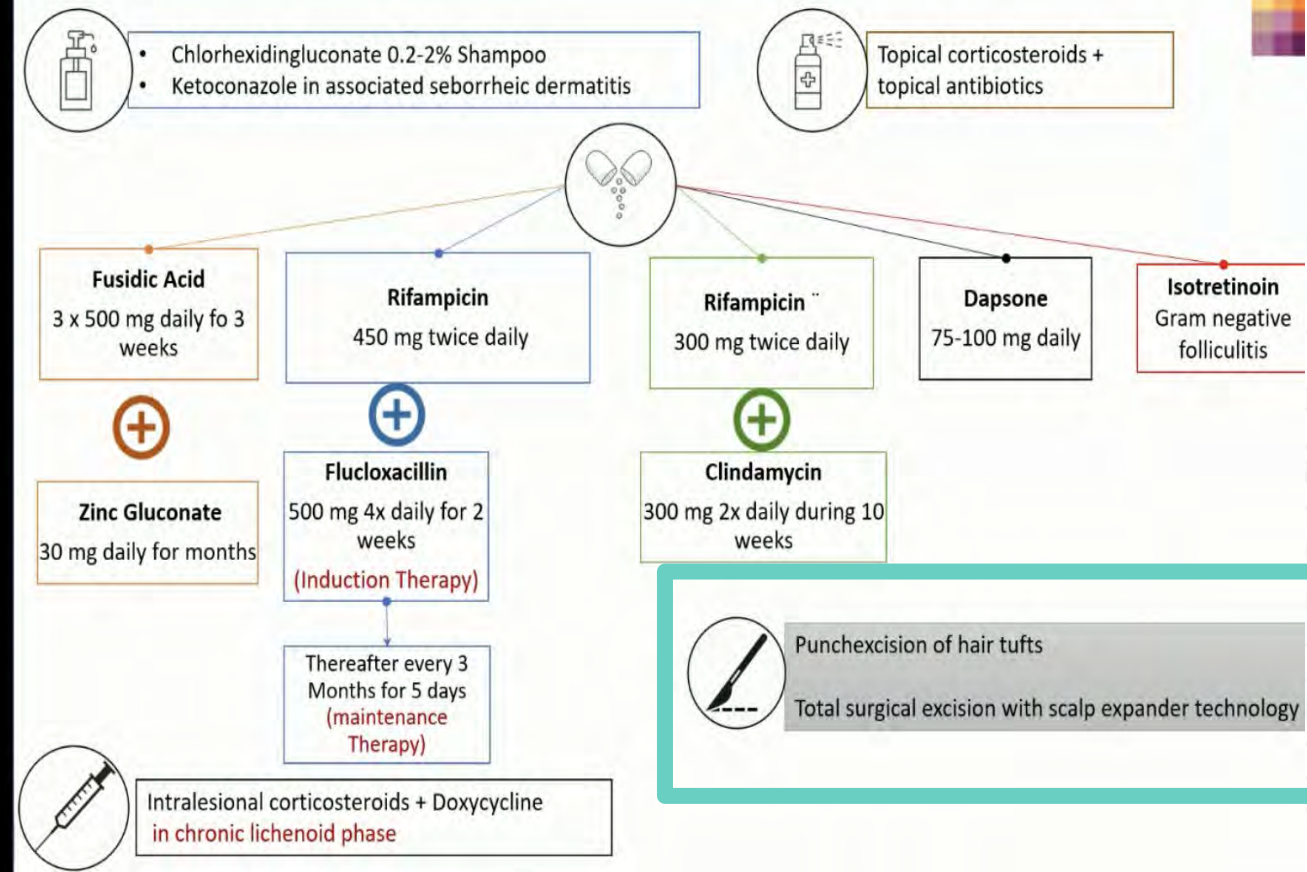 • Chlorhexidingluconate 0.2-2% Shampoo
• Ketoconazole in associated seborrheic dermatitis
Topical corticosteroids +
topical antibiotics
Fusidic Acid
3 x 500 mg daily fo 3
weeks
Zinc Gluconate
30 mg daily for months
Rifampicin
450 mg twice daily
Flucloxacillin
500 mg 4x daily for 2
weeks
(Induction Therapy)
Thereafter every 3
Months for 5 days
(maintenance
Therapy)
Rifampicin ¨
300 mg twice daily
Clindamycin
300 mg 2x daily during 10
weeks
Dapsone
75-100 mg daily
Isotretinoin
Gram negative
folliculitis
Punchexcision of hair tufts
Total surgical excision with scalp expander technology
Intralesional corticosteroids + Doxycycline
in chronic lichenoid phase